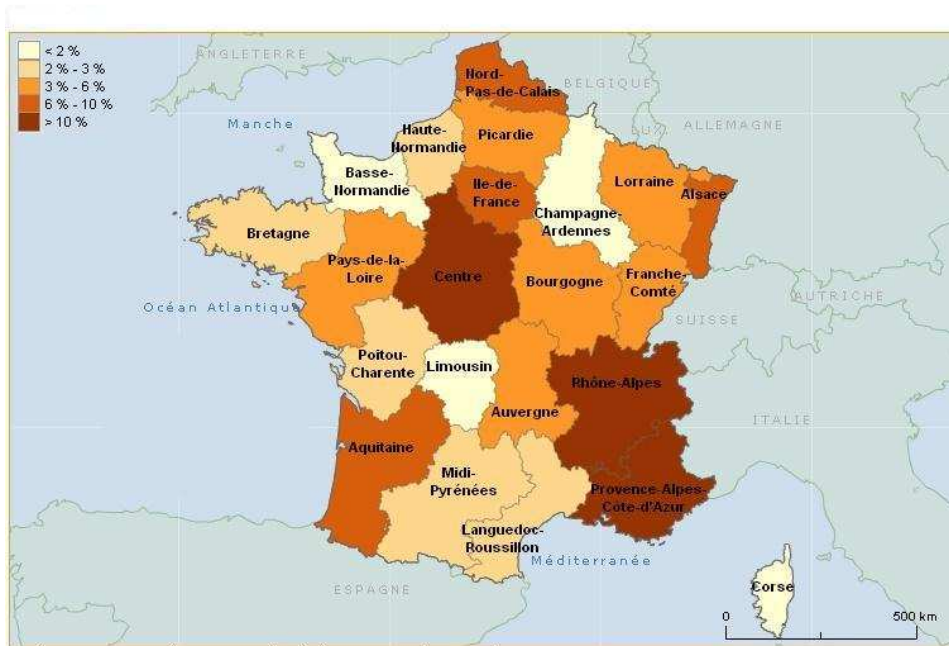 < 2 %
2 % - 3 %
3 % - 6 %
6 % - 10 %
> 10 %
ANGLETERRE
Nord-
Pas-de-Calais
BELGIQUE
Manche
Haute-
Normandie
Picardie
LUX.
ALLEMAGNE
Basse-
Normandie
Ile-de-
France
Lorraine
Alsace
Champagne-
Ardennes
Bretagne
Pays-de-la-
Loire
Centre
Bourgogne
Franche-
Comté
Océan Atlantique
AUTRICHE
SUISSE
Poitou-
Charente
Limousin
Rhône-Alpes
Auvergne
ITALIE
Aquitaine
Midi-
Pyrénées
Provence-Alpes-
Côte-d'Azur
Languedoc-
Roussillon
Méditerranée
ESPAGNE
Corse
0 500 km